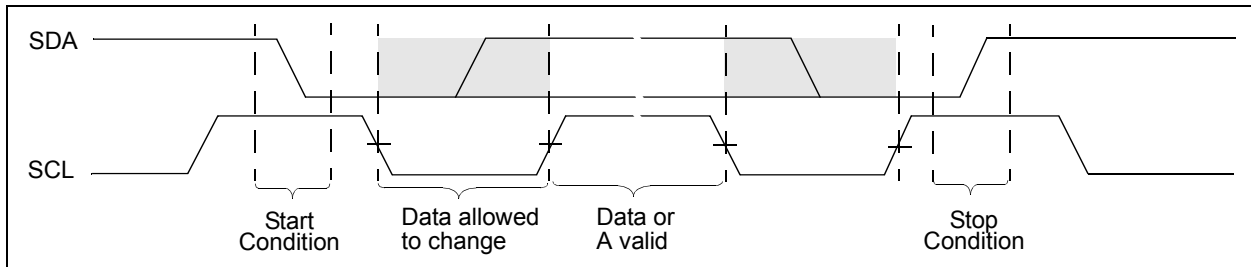 SDA
SCL
Start
Condition
Data allowed
to change
Data or
A valid
Stop
Condition